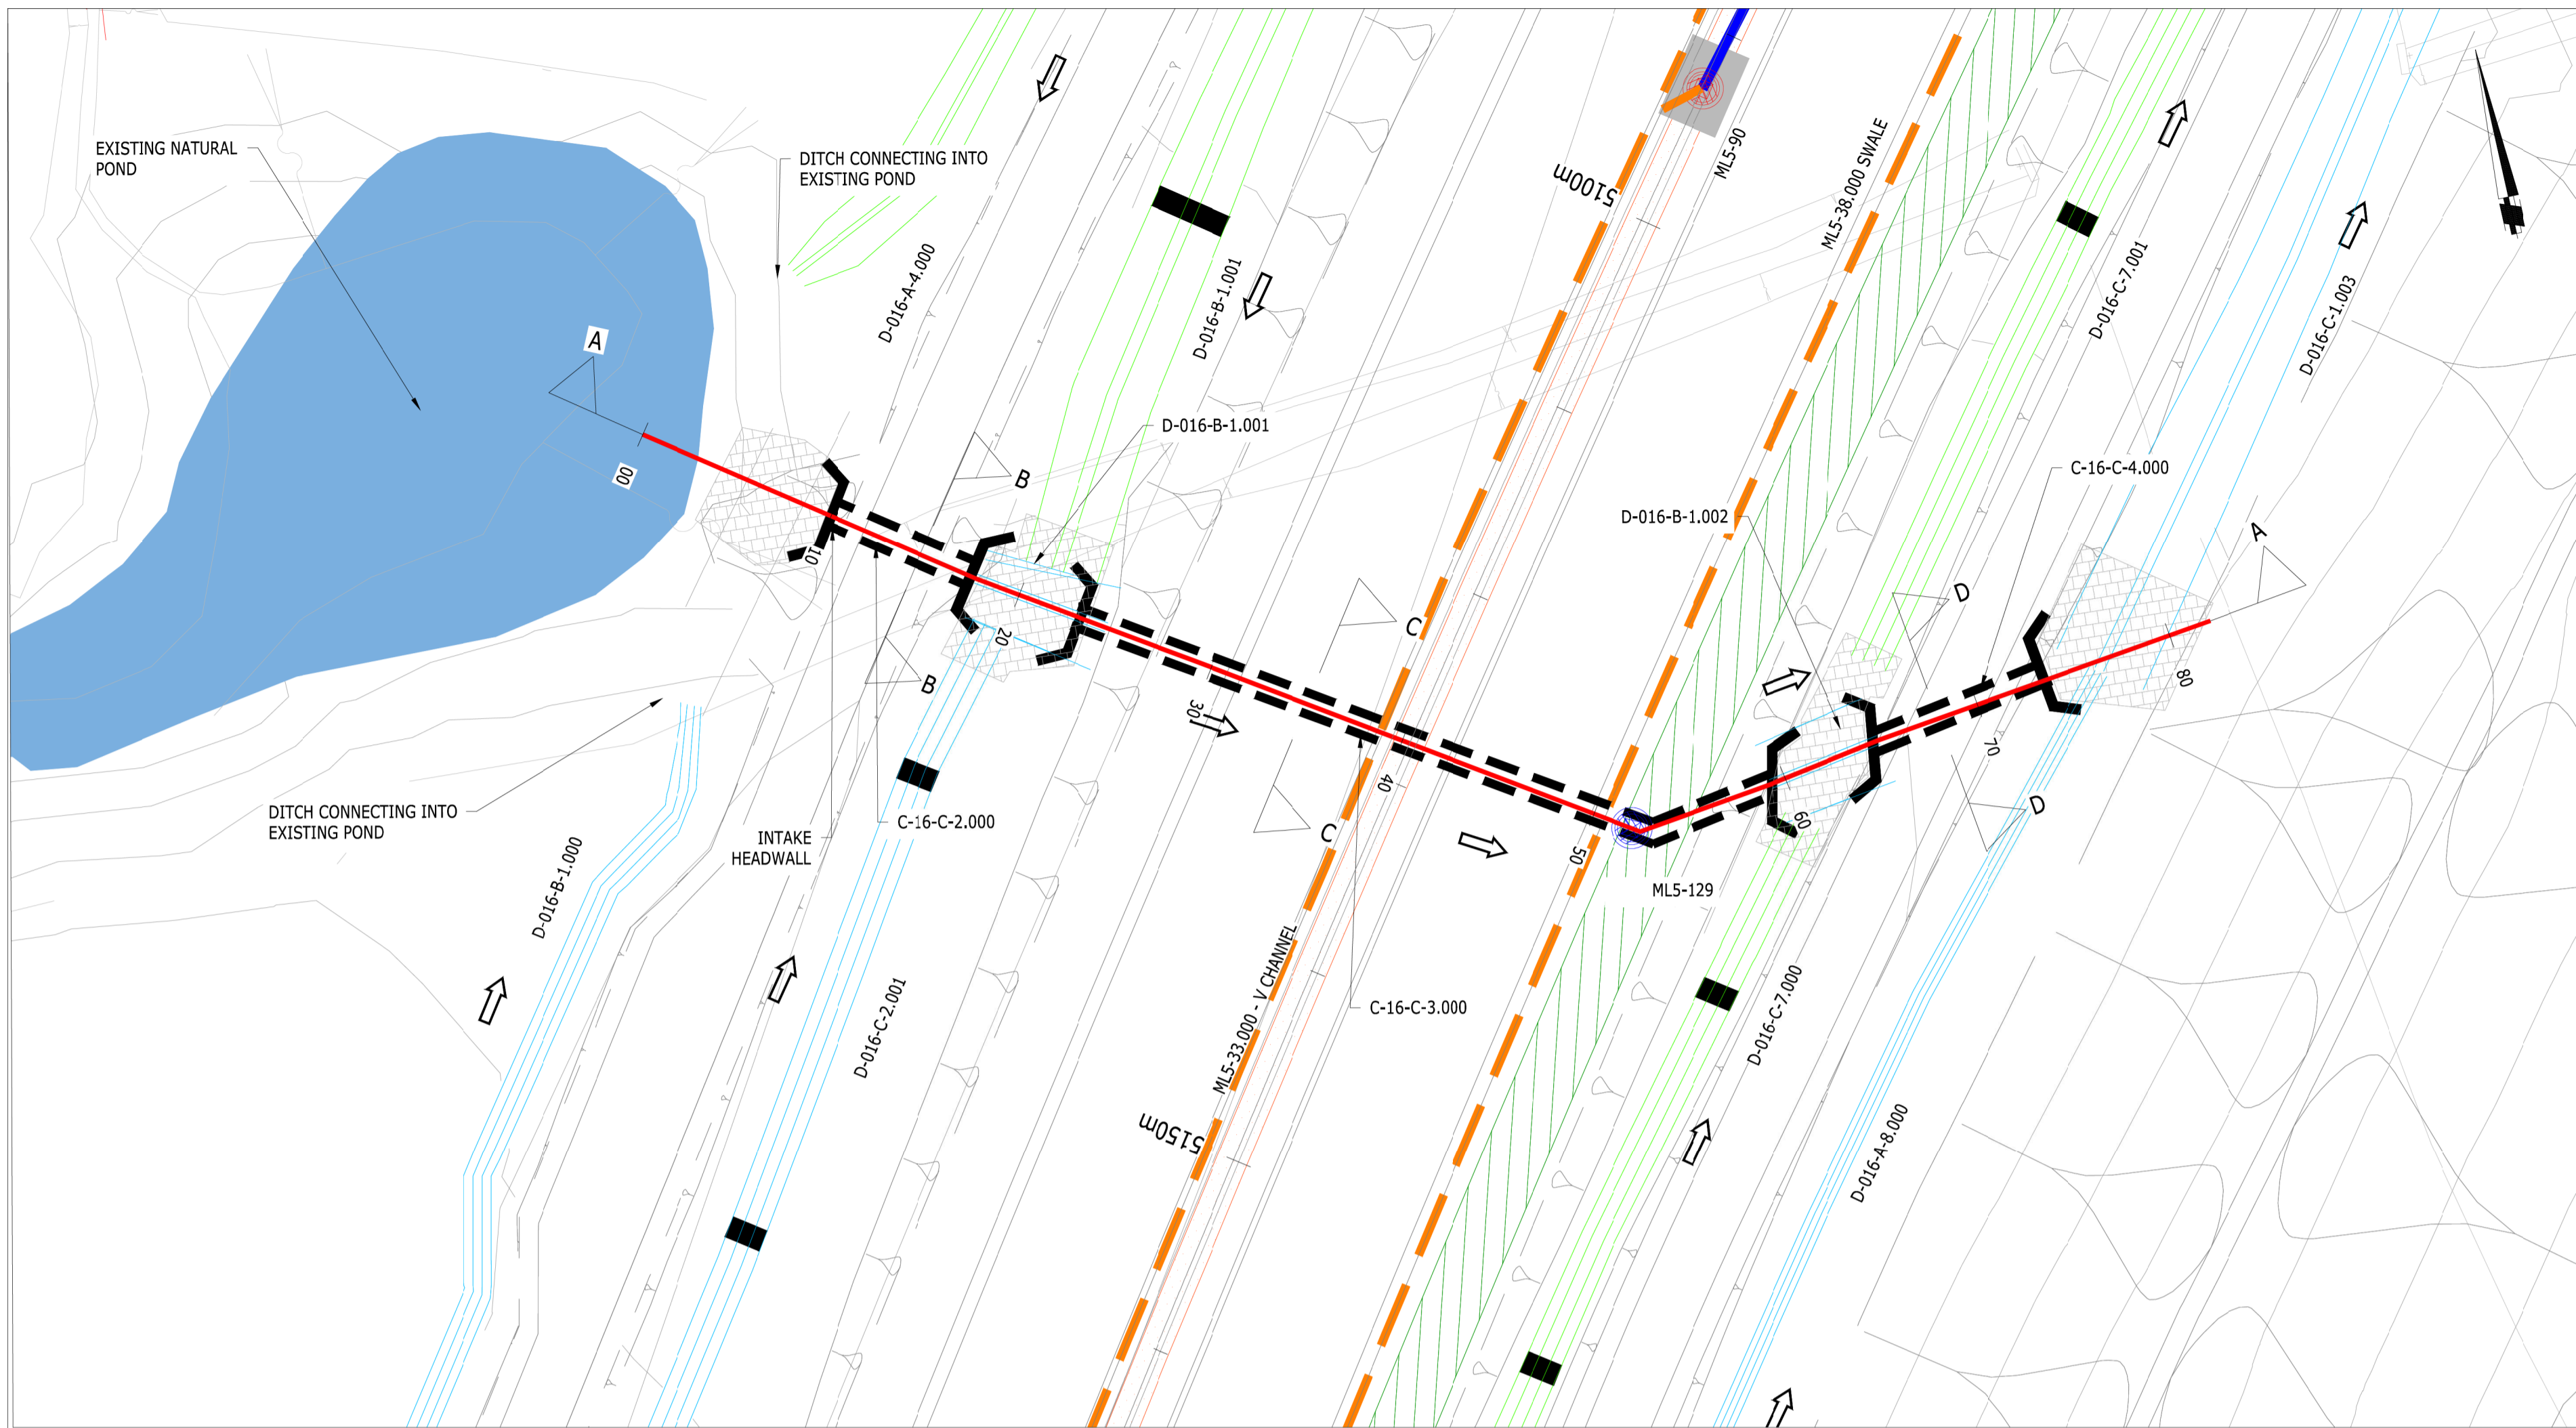 EXISTING NATURAL
POND
DITCH CONNECTING INTO
EXISTING POND
D-016-A-4.000
D-016-B-1.001
5100m
ML5-90
ML5-38.000 SWALE
D-016-C-7.001
D-016-C-1.003
A
00
10
B
D-016-B-1.001
C-16-C-4.000
D-016-B-1.002
A
D
C
20
B
30
40
50
60
70
80
D
C
DITCH CONNECTING INTO
EXISTING POND
INTAKE
HEADWALL
C-16-C-2.000
ML5-129
D-016-B-1.000
D-016-C-2.001
ML5-33.000 - V CHANNEL
C-16-C-3.000
D-016-C-7.000
5150m
D-016-A-8.000